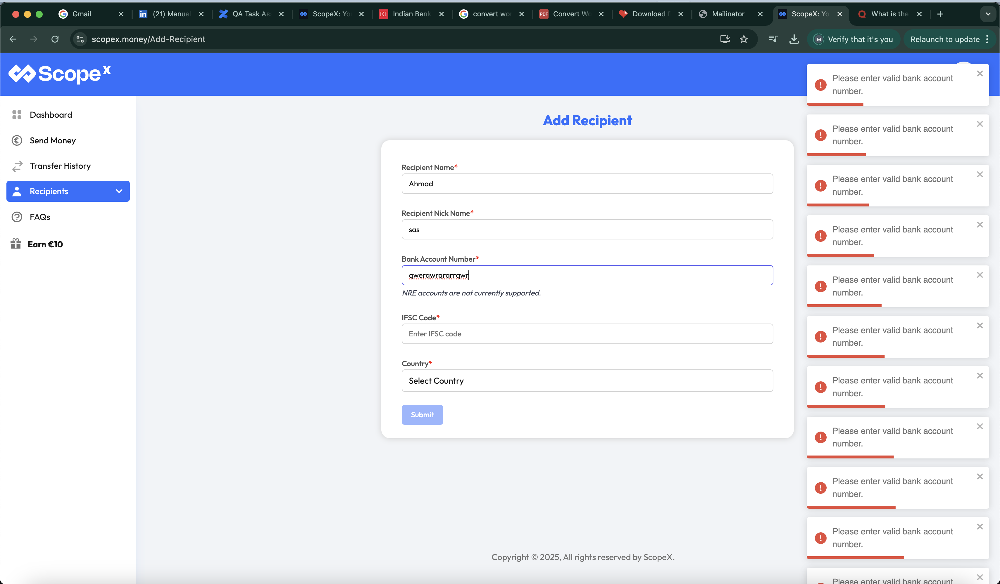 Gmail
(21) Manual
QA Task As
ScopeX: Yo
ET
Indian Bank
convert wor
PDF
Convert Wo
Download f
Mailinator
ScopeX: Yo
What is the
scopex.money/Add-Recipient
M
Verify that it's you
Relaunch to update
ScopeX
Dashboard
Send Money
Transfer History
Recipients
FAQs
Earn €10
Add Recipient
Recipient Name*
Ahmad
Recipient Nick Name*
sas
Bank Account Number*
qwerqwrqrqrrqwr
NRE accounts are not currently supported.
IFSC Code*
Enter IFSC code
Country*
Select Country
Submit
Copyright © 2025, All rights reserved by ScopeX.
Please enter valid bank account
number.
Please enter valid bank account
number.
Please enter valid bank account
number.
Please enter valid bank account
number.
Please enter valid bank account
number.
Please enter valid bank account
number.
Please enter valid bank account
number.
Please enter valid bank account
number.
Please enter valid bank account
number.
Please enter valid bank account
number.
Please enter valid bank account